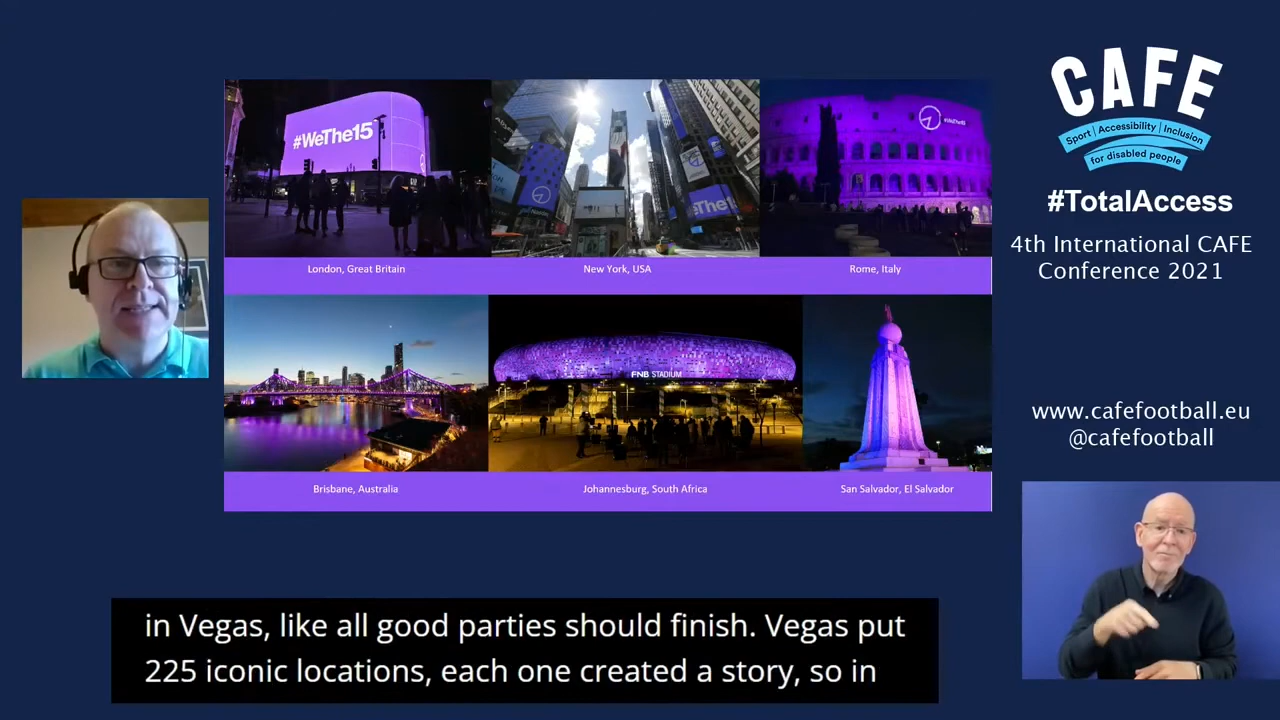 #WeThe15
#WeThe15
London, Great Britain
New York, USA
Rome, Italy
FNB STADIUM
Brisbane, Australia
Johannesburg, South Africa
San Salvador, El Salvador
CAFE
Sport | Accessibility | Inclusion
for disabled people
#TotalAccess
4th International CAFE
Conference 2021
www.cafefootball.eu
@cafefootball
in Vegas, like all good parties should finish. Vegas put
225 iconic locations, each one created a story, so in